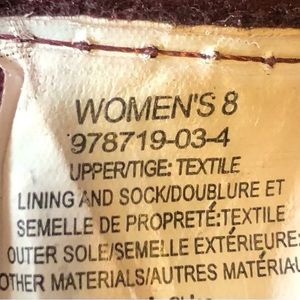 WOMEN'S 8
978719-03-4
UPPER/TIGE: TEXTILE
LINING AND SOCK/DOUBLURE ET
SEMELLE DE PROPRETÉ:TEXTILE
OUTER SOLE/SEMELLE EXTÉRIEURE:
OTHER MATERIALS/AUTRES MATÉRIAU